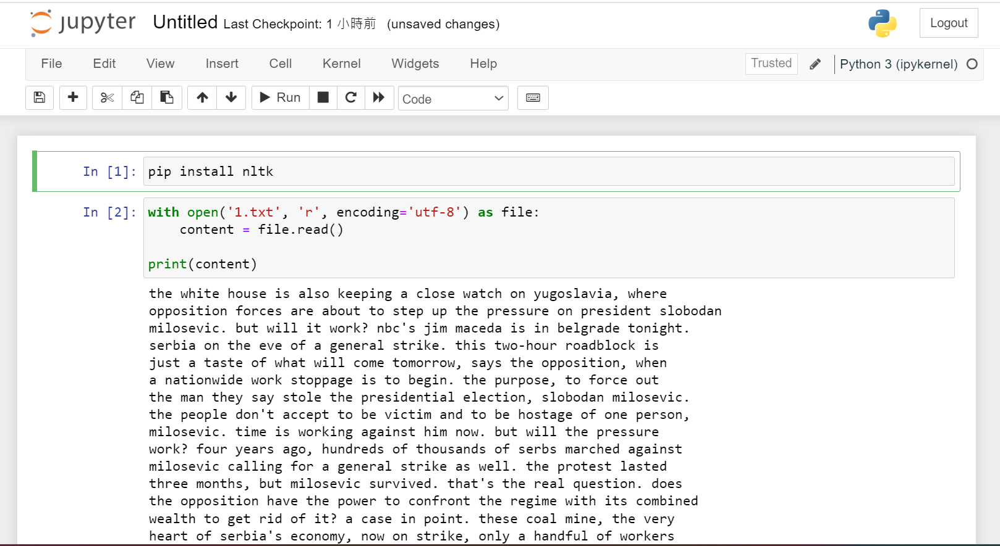 jupyter Untitled Last Checkpoint: 1 小時前 (unsaved changes) Logout
File Edit View Insert Cell Kernel Widgets Help Trusted Python 3 (ipykernel)
Run Code
In [1]: pip install nltk
In [2]: with open('1.txt', 'r', encoding='utf-8') as file:
    content = file.read()
print(content)
the white house is also keeping a close watch on yugoslavia, where
opposition forces are about to step up the pressure on president slobodan
milosevic. but will it work? nbc's jim maceda is in belgrade tonight.
serbia on the eve of a general strike. this two-hour roadblock is
just a taste of what will come tomorrow, says the opposition, when
a nationwide work stoppage is to begin. the purpose, to force out
the man they say stole the presidential election, slobodan milosevic.
the people don't accept to be victim and to be hostage of one person,
milosevic. time is working against him now. but will the pressure
work? four years ago, hundreds of thousands of serbs marched against
milosevic calling for a general strike as well. the protest lasted
three months, but milosevic survived. that's the real question. does
the opposition have the power to confront the regime with its combined
wealth to get rid of it? a case in point. these coal mine, the very
heart of serbia's economy, now on strike, only a handful of workers